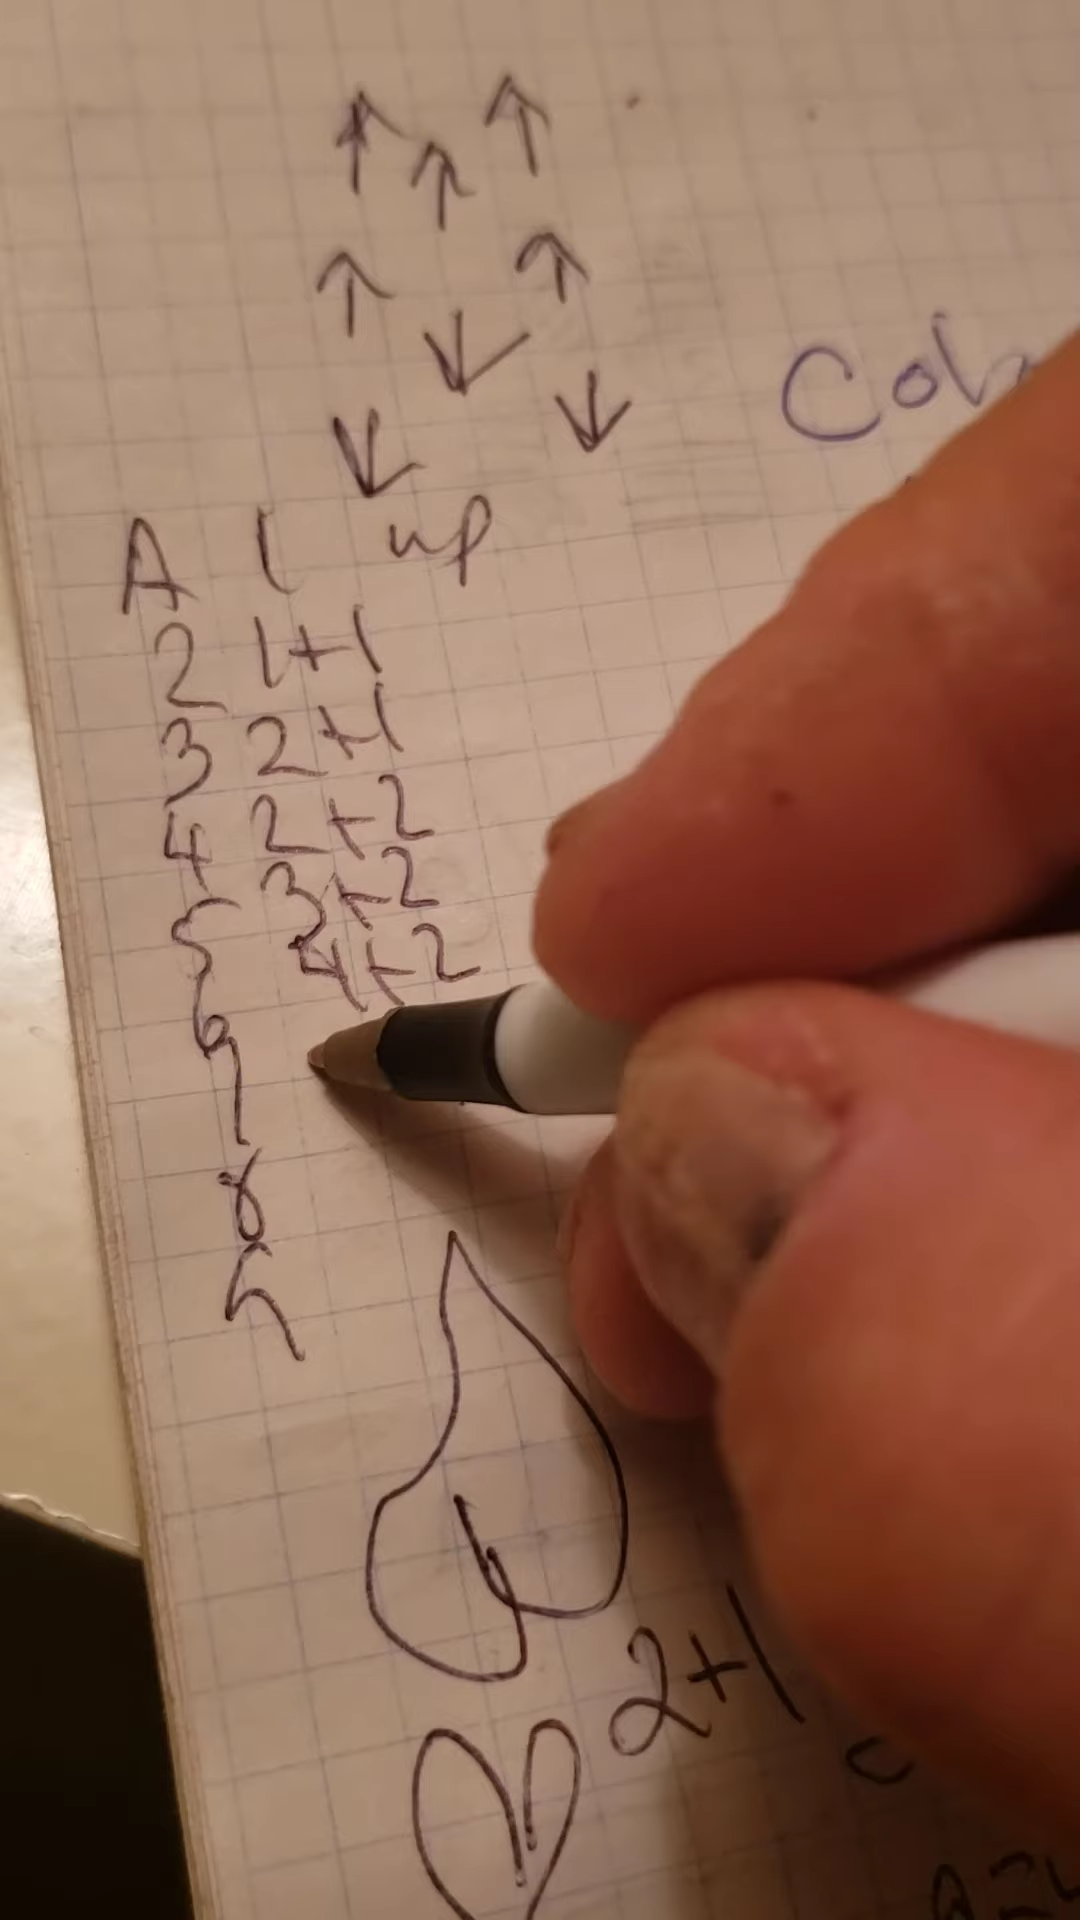 ↑ ↑ ↑
↑ ↓ ↑
↓ ↓
A 1 up
2 1+1
3 2+1
4 2+2
5 3+2
6 4+2
7
8
Col
2+1